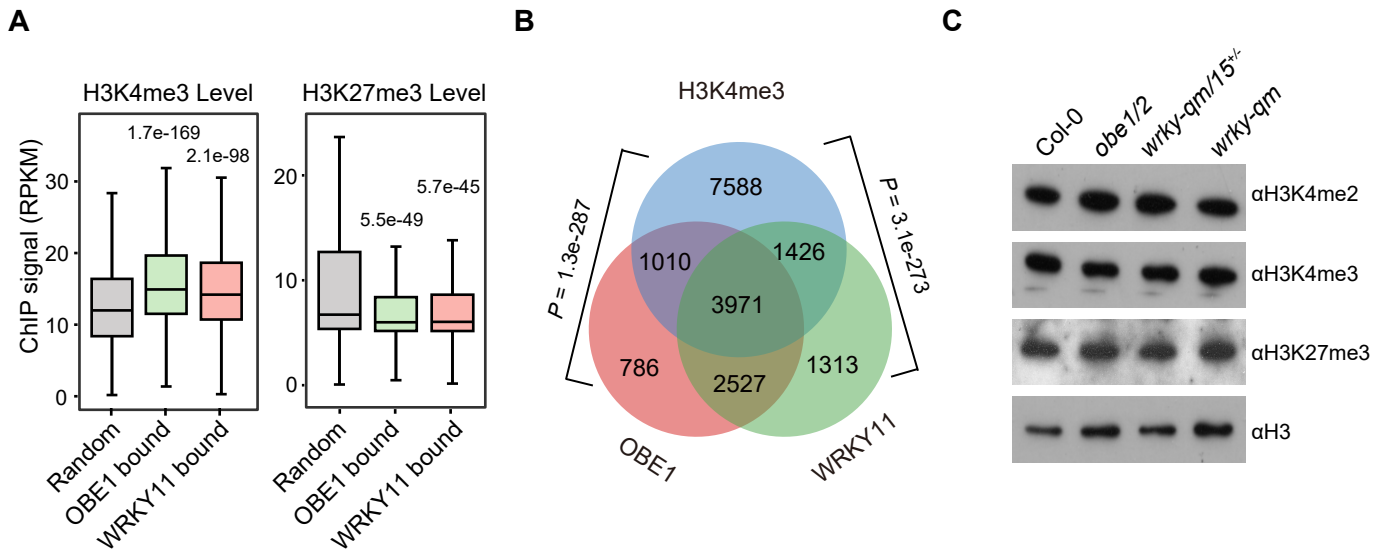 A
H3K4me3 Level
H3K27me3 Level
ChIP signal (RPKM)
30
20
10
0
1.7e-169
2.1e-98
20
10
0
5.5e-49
5.7e-45
Random
OBE1 bound
WRKY11 bound
Random
OBE1 bound
WRKY11 bound
B
H3K4me3
P = 1.3e-287
P = 3.1e-273
7588
1010
1426
3971
786
2527
1313
OBE1
WRKY11
C
Col-0
obe1/2
wrky-qm/15+/-
wrky-qm
αH3K4me2
αH3K4me3
αH3K27me3
αH3